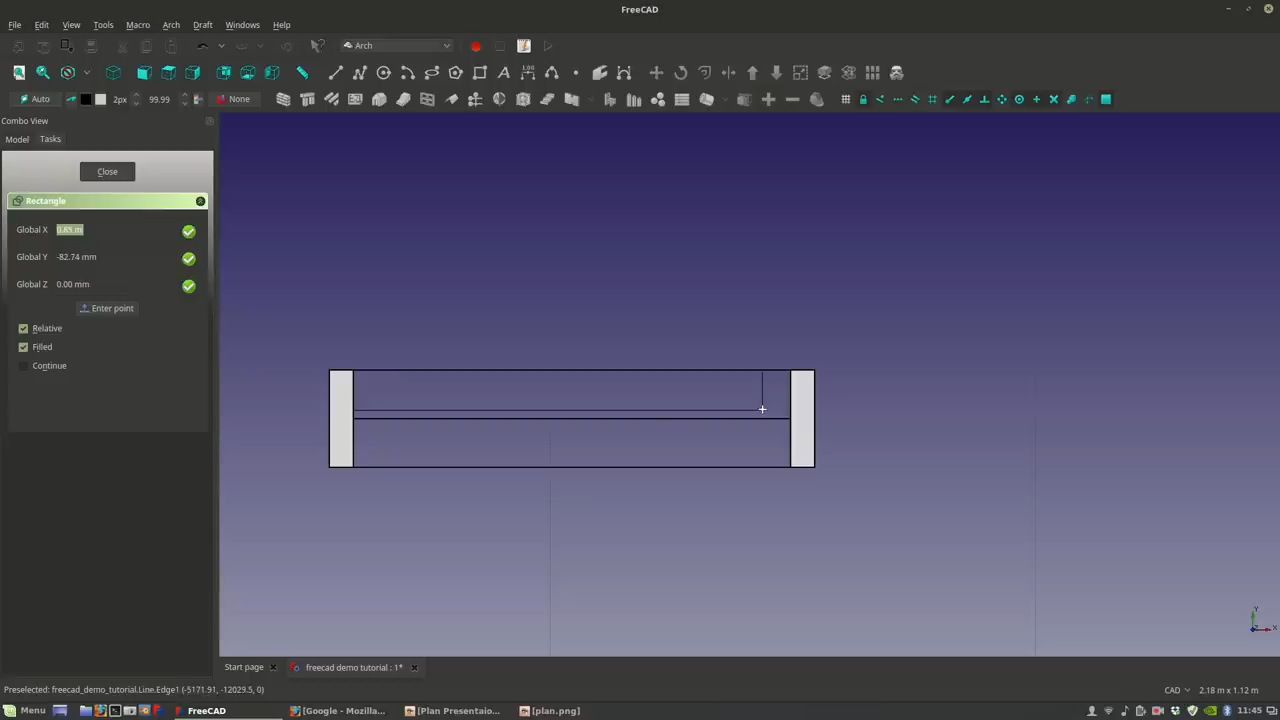 FreeCAD
File Edit View Tools Macro Arch Draft Windows Help
Arch
Auto 2px 99.99 None
Combo View
Model Tasks
Close
Rectangle
Global X 0.85 m
Global Y -82.74 mm
Global Z 0.00 mm
Enter point
Relative
Filled
Continue
Y
X
Start page freecad demo tutorial : 1*
Preselected: freecad_demo_tutorial.Line.Edge1 (-5171.91, -12029.5, 0) CAD 2.18 m x 1.12 m
Menu FreeCAD [Google - Mozilla... [Plan Presentaio... [plan.png] 11:45